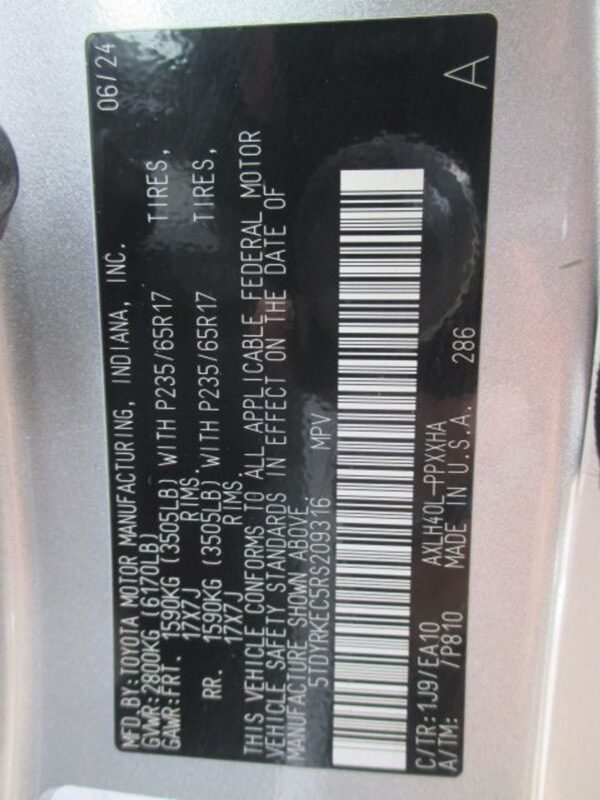 MFD.BY:TOYOTA MOTOR MANUFACTURING, INDIANA, INC. 06/24
GVWR:2800KG (6170LB)
GAWR:FRT. 1590KG (3505LB) WITH P235/65R17 TIRES,
17X7J RIMS.
RR. 1590KG (3505LB) WITH P235/65R17 TIRES,
17X7J RIMS.
THIS VEHICLE CONFORMS TO ALL APPLICABLE FEDERAL MOTOR
VEHICLE SAFETY STANDARDS IN EFFECT ON THE DATE OF
MANUFACTURE SHOWN ABOVE.
5TDYRKEC5RS209316 MPV
C/TR:1J9/EA10 AXLH40L-PPXXHA
A/TM: /P810 MADE IN U.S.A. 286 A